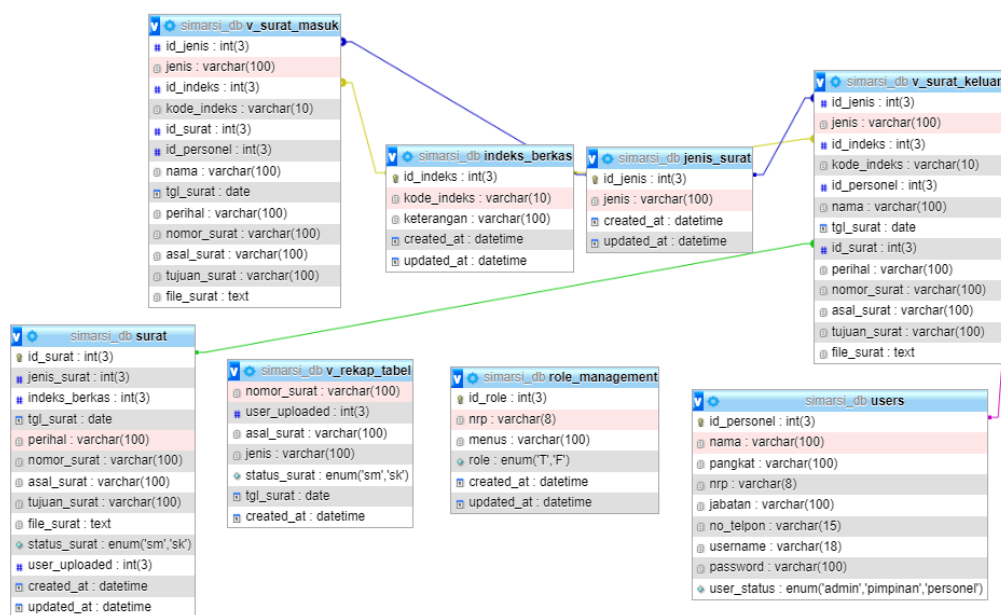 simarsi_db v_surat_masuk
id_jenis : int(3)
jenis : varchar(100)
id_indeks : int(3)
kode_indeks : varchar(10)
id_surat : int(3)
id_personel : int(3)
nama : varchar(100)
tgl_surat : date
perihal : varchar(100)
nomor_surat : varchar(100)
asal_surat : varchar(100)
tujuan_surat : varchar(100)
file_surat : text
simarsi_db indeks_berkas
id_indeks : int(3)
kode_indeks : varchar(10)
keterangan : varchar(100)
created_at : datetime
updated_at : datetime
simarsi_db jenis_surat
id_jenis : int(3)
jenis : varchar(100)
created_at : datetime
updated_at : datetime
simarsi_db v_surat_keluar
id_jenis : int(3)
jenis : varchar(100)
id_indeks : int(3)
kode_indeks : varchar(10)
id_personel : int(3)
nama : varchar(100)
tgl_surat : date
id_surat : int(3)
perihal : varchar(100)
nomor_surat : varchar(100)
asal_surat : varchar(100)
tujuan_surat : varchar(100)
file_surat : text
simarsi_db surat
id_surat : int(3)
jenis_surat : int(3)
indeks_berkas : int(3)
tgl_surat : date
perihal : varchar(100)
nomor_surat : varchar(100)
asal_surat : varchar(100)
tujuan_surat : varchar(100)
file_surat : text
status_surat : enum('sm','sk')
user_uploaded : int(3)
created_at : datetime
updated_at : datetime
simarsi_db v_rekap_tabel
nomor_surat : varchar(100)
user_uploaded : int(3)
asal_surat : varchar(100)
jenis : varchar(100)
status_surat : enum('sm','sk')
tgl_surat : date
created_at : datetime
simarsi_db role_management
id_role : int(3)
nrp : varchar(8)
menus : varchar(100)
role : enum('T','F')
created_at : datetime
updated_at : datetime
simarsi_db users
id_personel : int(3)
nama : varchar(100)
pangkat : varchar(100)
nrp : varchar(8)
jabatan : varchar(100)
no_telpon : varchar(15)
username : varchar(18)
password : varchar(100)
user_status : enum('admin','pimpinan','personel')